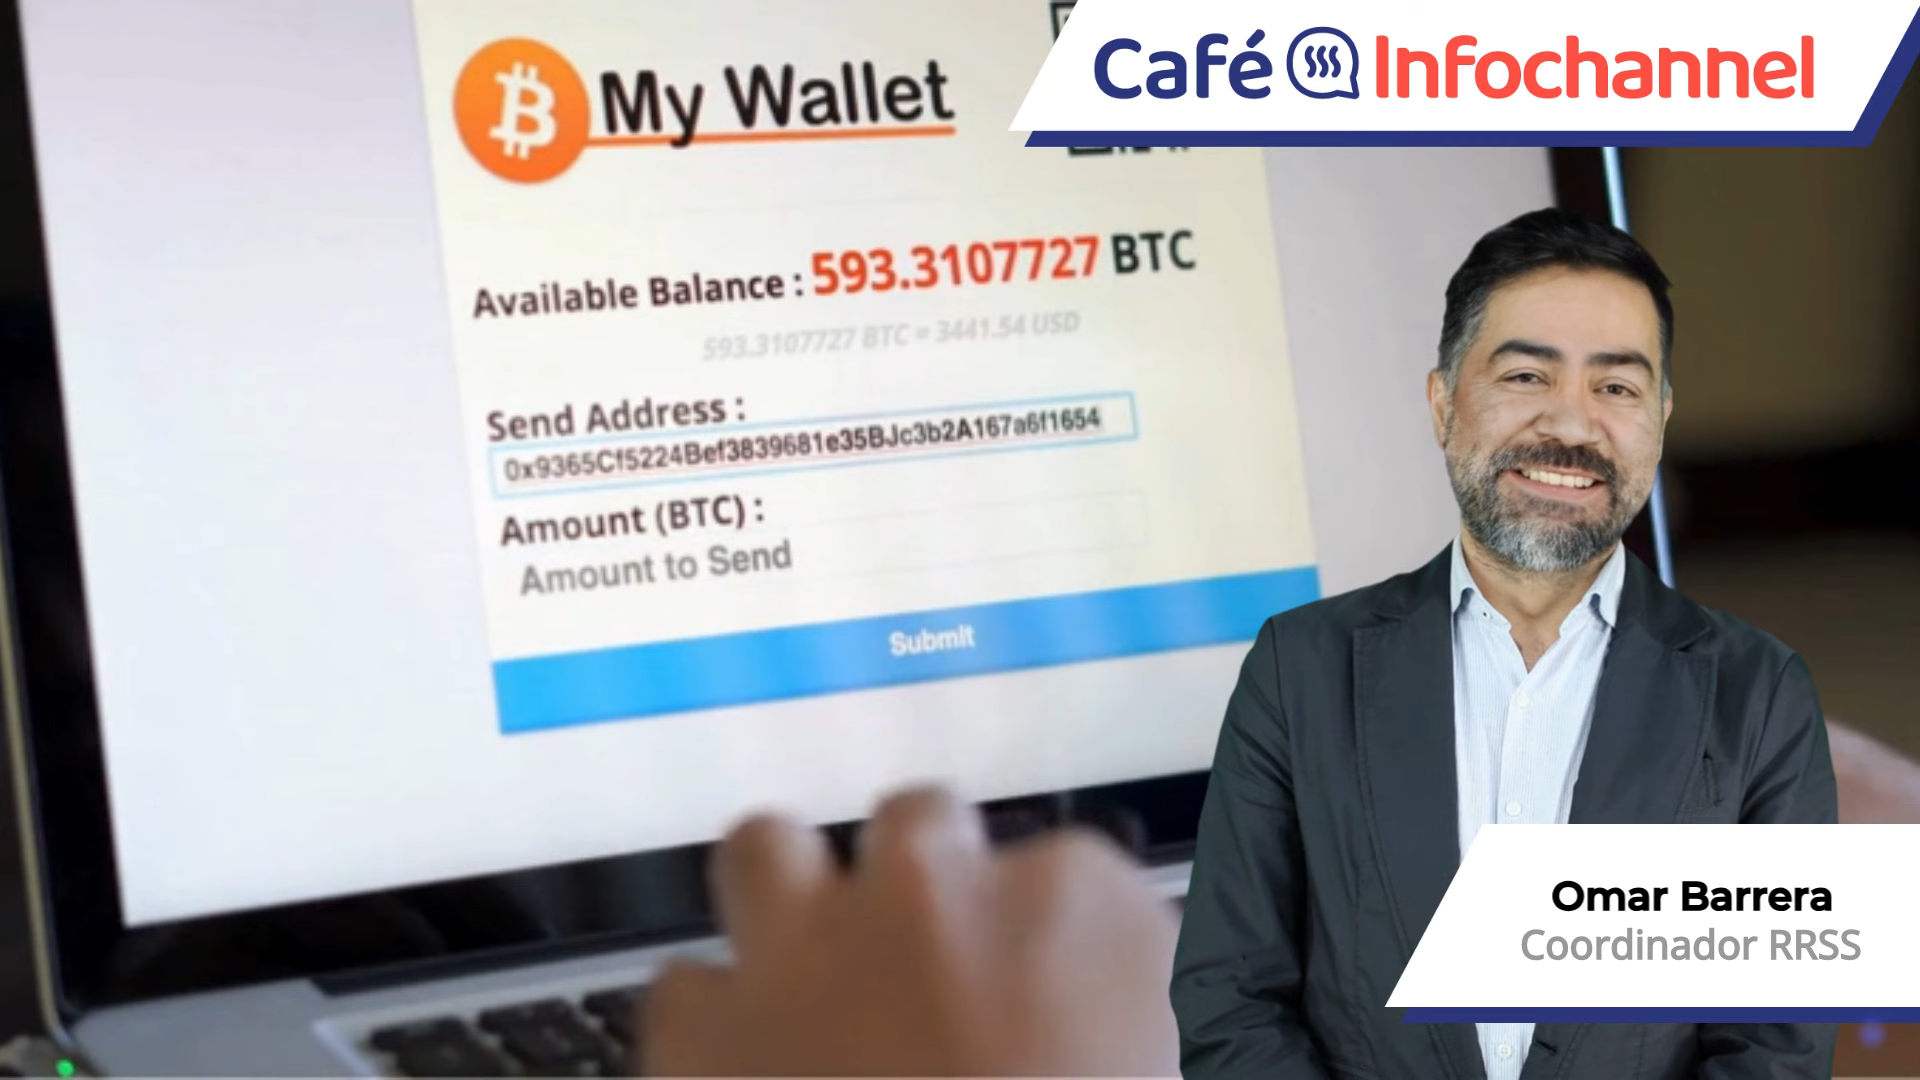 Café Infochannel
My Wallet
Available Balance : 593.3107727 BTC
593.3107727 BTC = 3441.54 USD
Send Address :
0x9365Cf5224Bef3839681e35BJc3b2A167a6f1654
Amount (BTC) :
Amount to Send
Submit
Omar Barrera
Coordinador RRSS